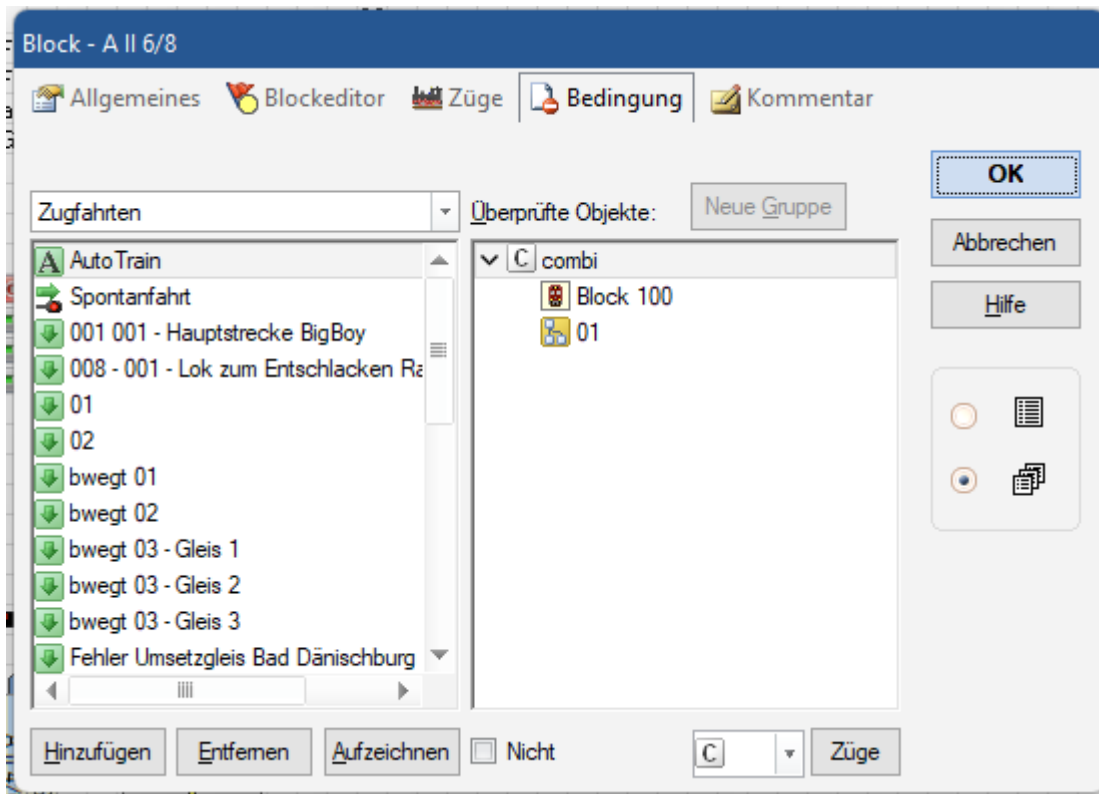 Block - A II 6/8
Allgemeines Blockeditor Züge Bedingung Kommentar
OK
Zugfahrten Überprüfte Objekte: Neue Gruppe
Abbrechen
AutoTrain
Spontanfahrt
001 001 - Hauptstrecke BigBoy
008 - 001 - Lok zum Entschlacken Ra
01
02
bwegt 01
bwegt 02
bwegt 03 - Gleis 1
bwegt 03 - Gleis 2
bwegt 03 - Gleis 3
Fehler Umsetzgleis Bad Dänischburg
C combi
Block 100
01
Hilfe
Hinzufügen Entfernen Aufzeichnen Nicht C Züge